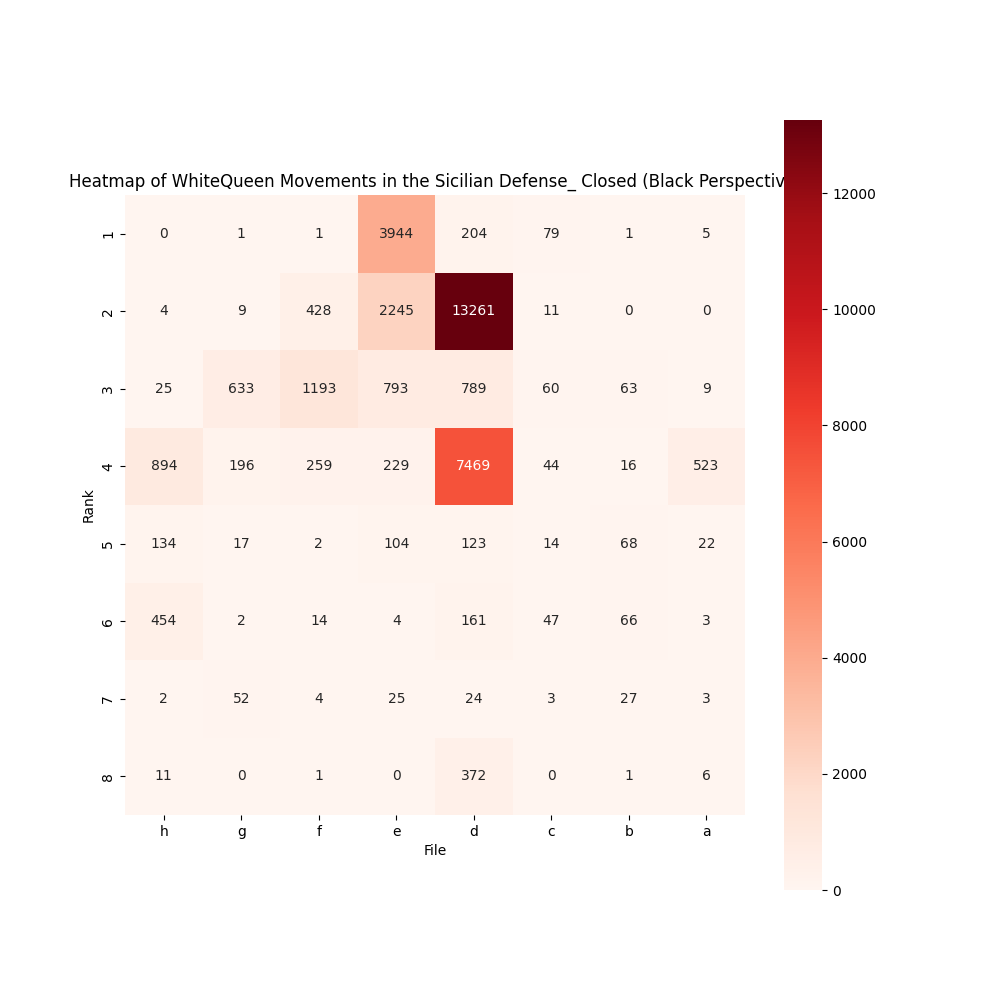 Heatmap of WhiteQueen Movements in the Sicilian Defense_ Closed (Black Perspectiv
1 0 1 1 3944 204 79 1 5
2 4 9 428 2245 13261 11 0 0
3 25 633 1193 793 789 60 63 9
4 894 196 259 229 7469 44 16 523
Rank
5 134 17 2 104 123 14 68 22
6 454 2 14 4 161 47 66 3
7 2 52 4 25 24 3 27 3
8 11 0 1 0 372 0 1 6
h g f e d c b a
File
12000
10000
8000
6000
4000
2000
0